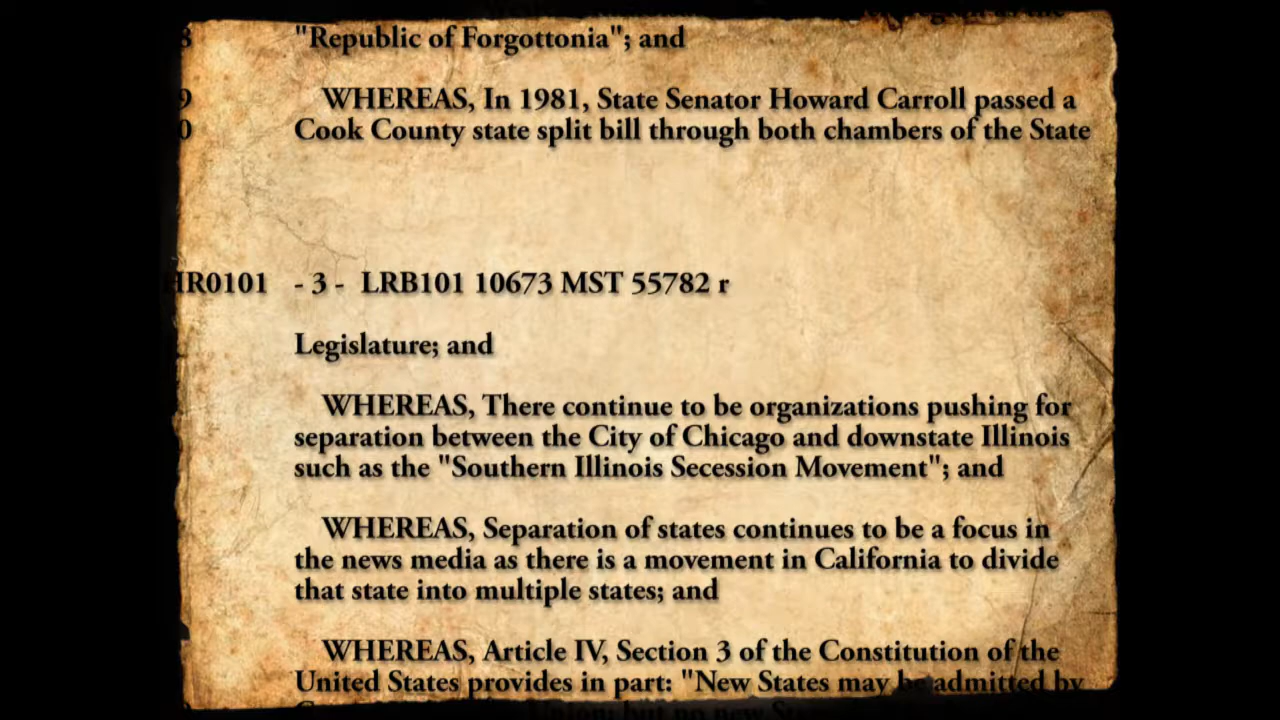 8 "Republic of Forgottonia"; and
9 WHEREAS, In 1981, State Senator Howard Carroll passed a
0 Cook County state split bill through both chambers of the State
HR0101 - 3 - LRB101 10673 MST 55782 r
Legislature; and
WHEREAS, There continue to be organizations pushing for
separation between the City of Chicago and downstate Illinois
such as the "Southern Illinois Secession Movement"; and
WHEREAS, Separation of states continues to be a focus in
the news media as there is a movement in California to divide
that state into multiple states; and
WHEREAS, Article IV, Section 3 of the Constitution of the
United States provides in part: "New States may be admitted by